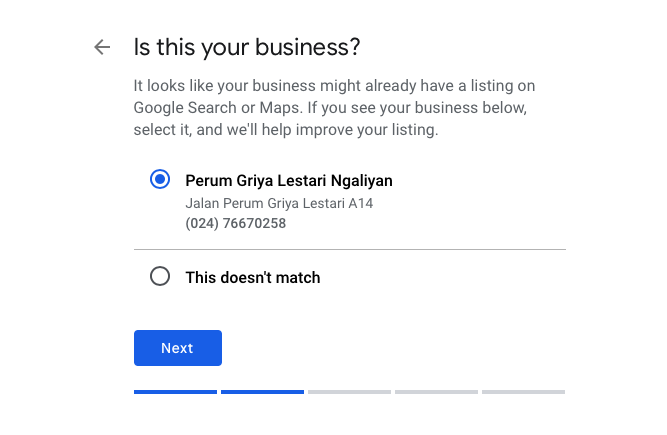 Is this your business?
It looks like your business might already have a listing on
Google Search or Maps. If you see your business below,
select it, and we'll help improve your listing.
Perum Griya Lestari Ngaliyan
Jalan Perum Griya Lestari A14
(024) 76670258
This doesn't match
Next